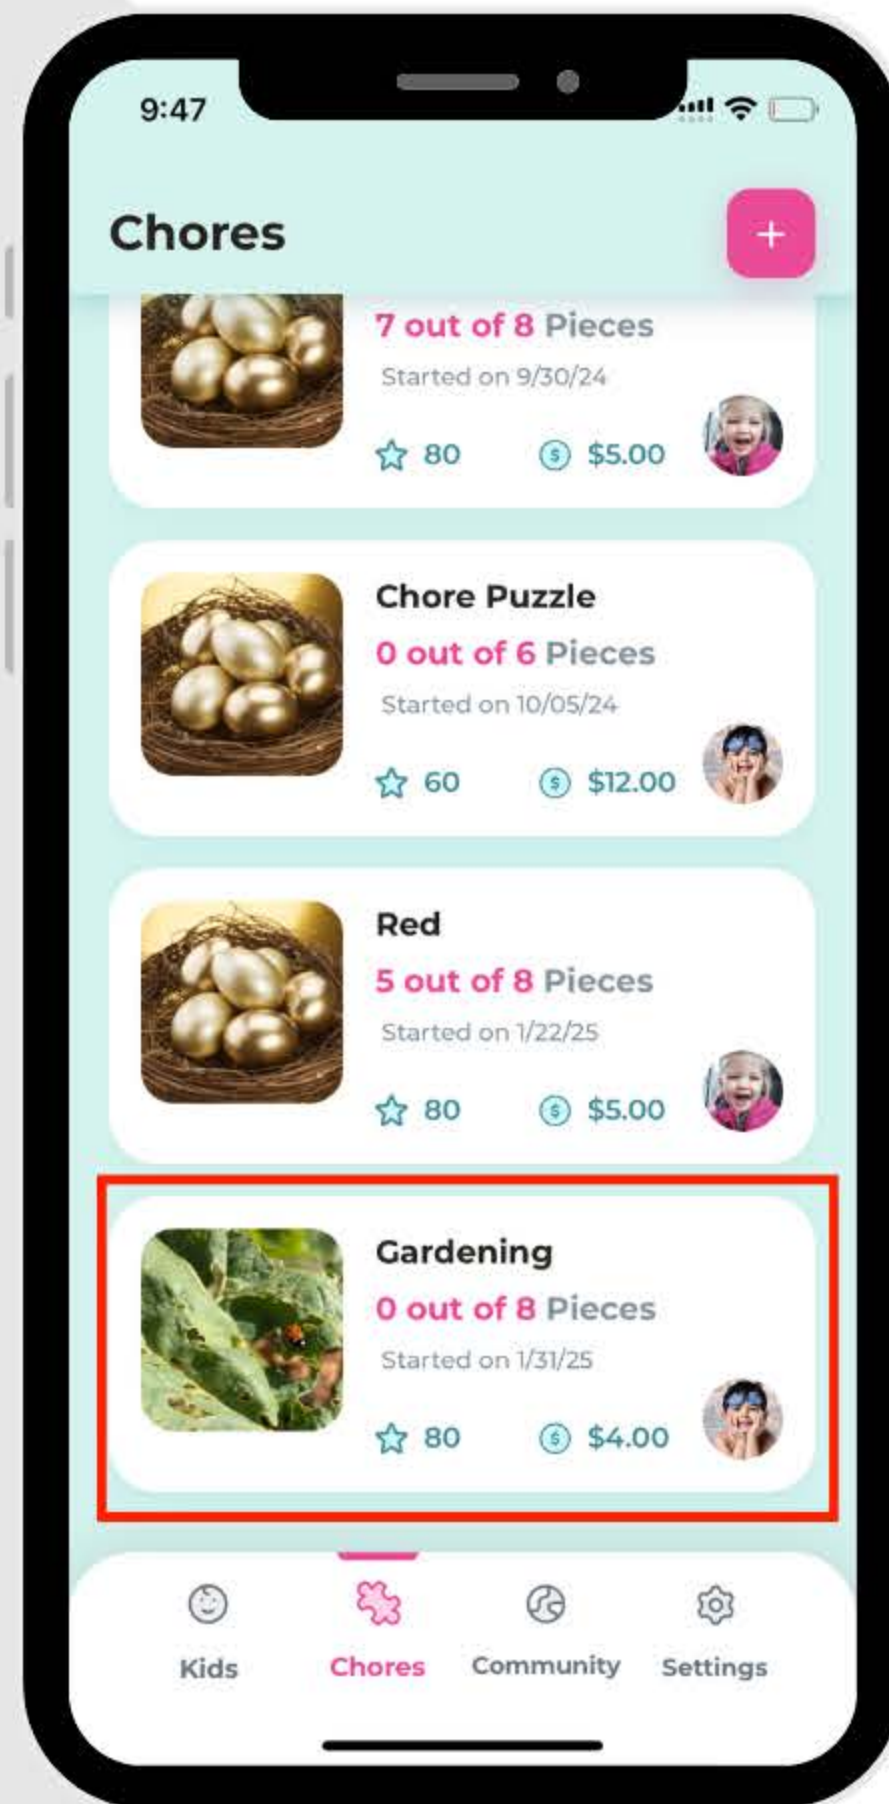 9:47
Chores
+
7 out of 8 Pieces
Started on 9/30/24
80 $5.00
Chore Puzzle
0 out of 6 Pieces
Started on 10/05/24
60 $12.00
Red
5 out of 8 Pieces
Started on 1/22/25
80 $5.00
Gardening
0 out of 8 Pieces
Started on 1/31/25
80 $4.00
Kids Chores Community Settings